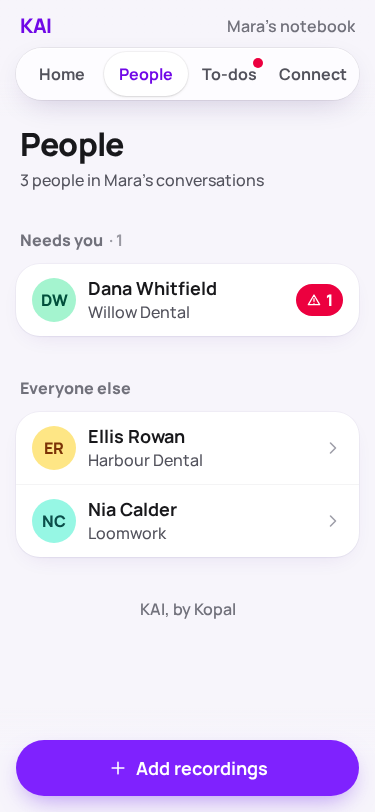 KAI
Mara's notebook
Home
People
To-dos
Connect
People
3 people in Mara's conversations
Needs you · 1
DW
Dana Whitfield
Willow Dental
1
Everyone else
ER
Ellis Rowan
Harbour Dental
NC
Nia Calder
Loomwork
KAI, by Kopal
+ Add recordings